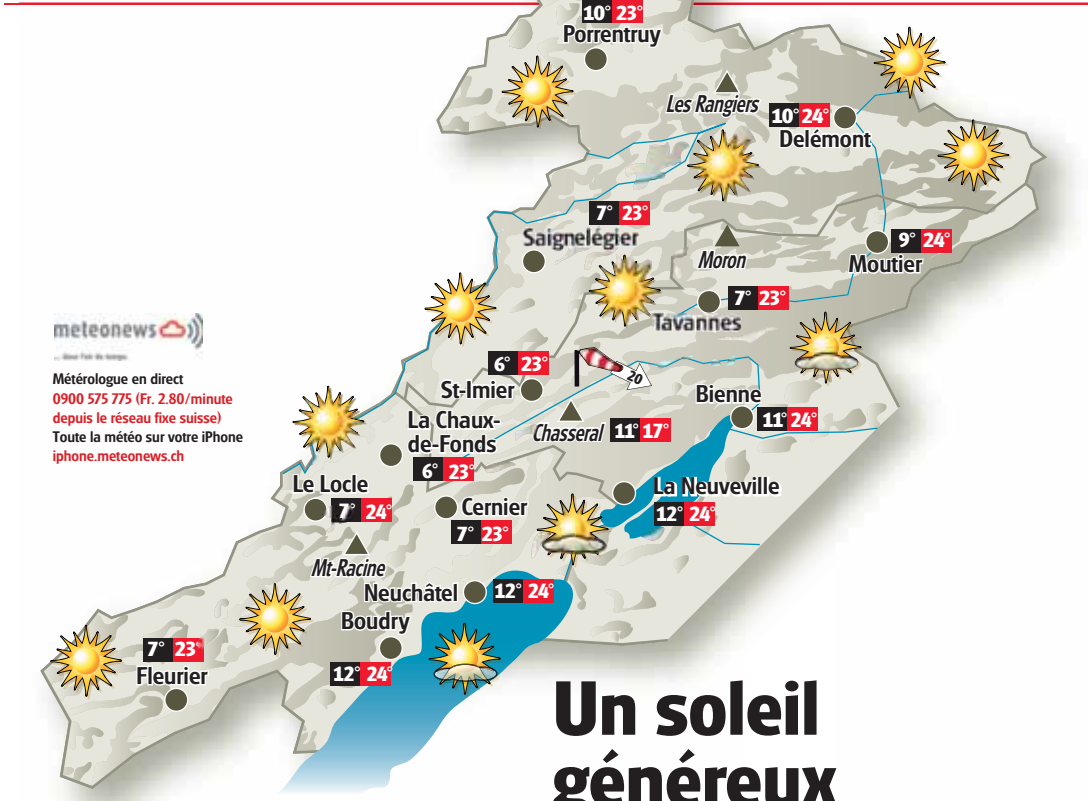 10° 23°
Porrentruy
Les Rangiers
10° 24°
Delémont
7° 23°
Saignelégier
Moron
9° 24°
Moutier
7° 23°
Tavannes
meteonews
Météorologue en direct
0900 575 775 (Fr. 2.80/minute
depuis le réseau fixe suisse)
Toute la météo sur votre iPhone
iphone.meteonews.ch
6° 23°
St-Imier
20
Bienne
11° 24°
Chasseral 11° 17°
La Chaux-
de-Fonds
6° 23°
Le Locle
7° 24°
Cernier
7° 23°
La Neuveville
12° 24°
Mt-Racine
Neuchâtel 12° 24°
Boudry
12° 24°
7° 23°
Fleurier
Un soleil
généreux